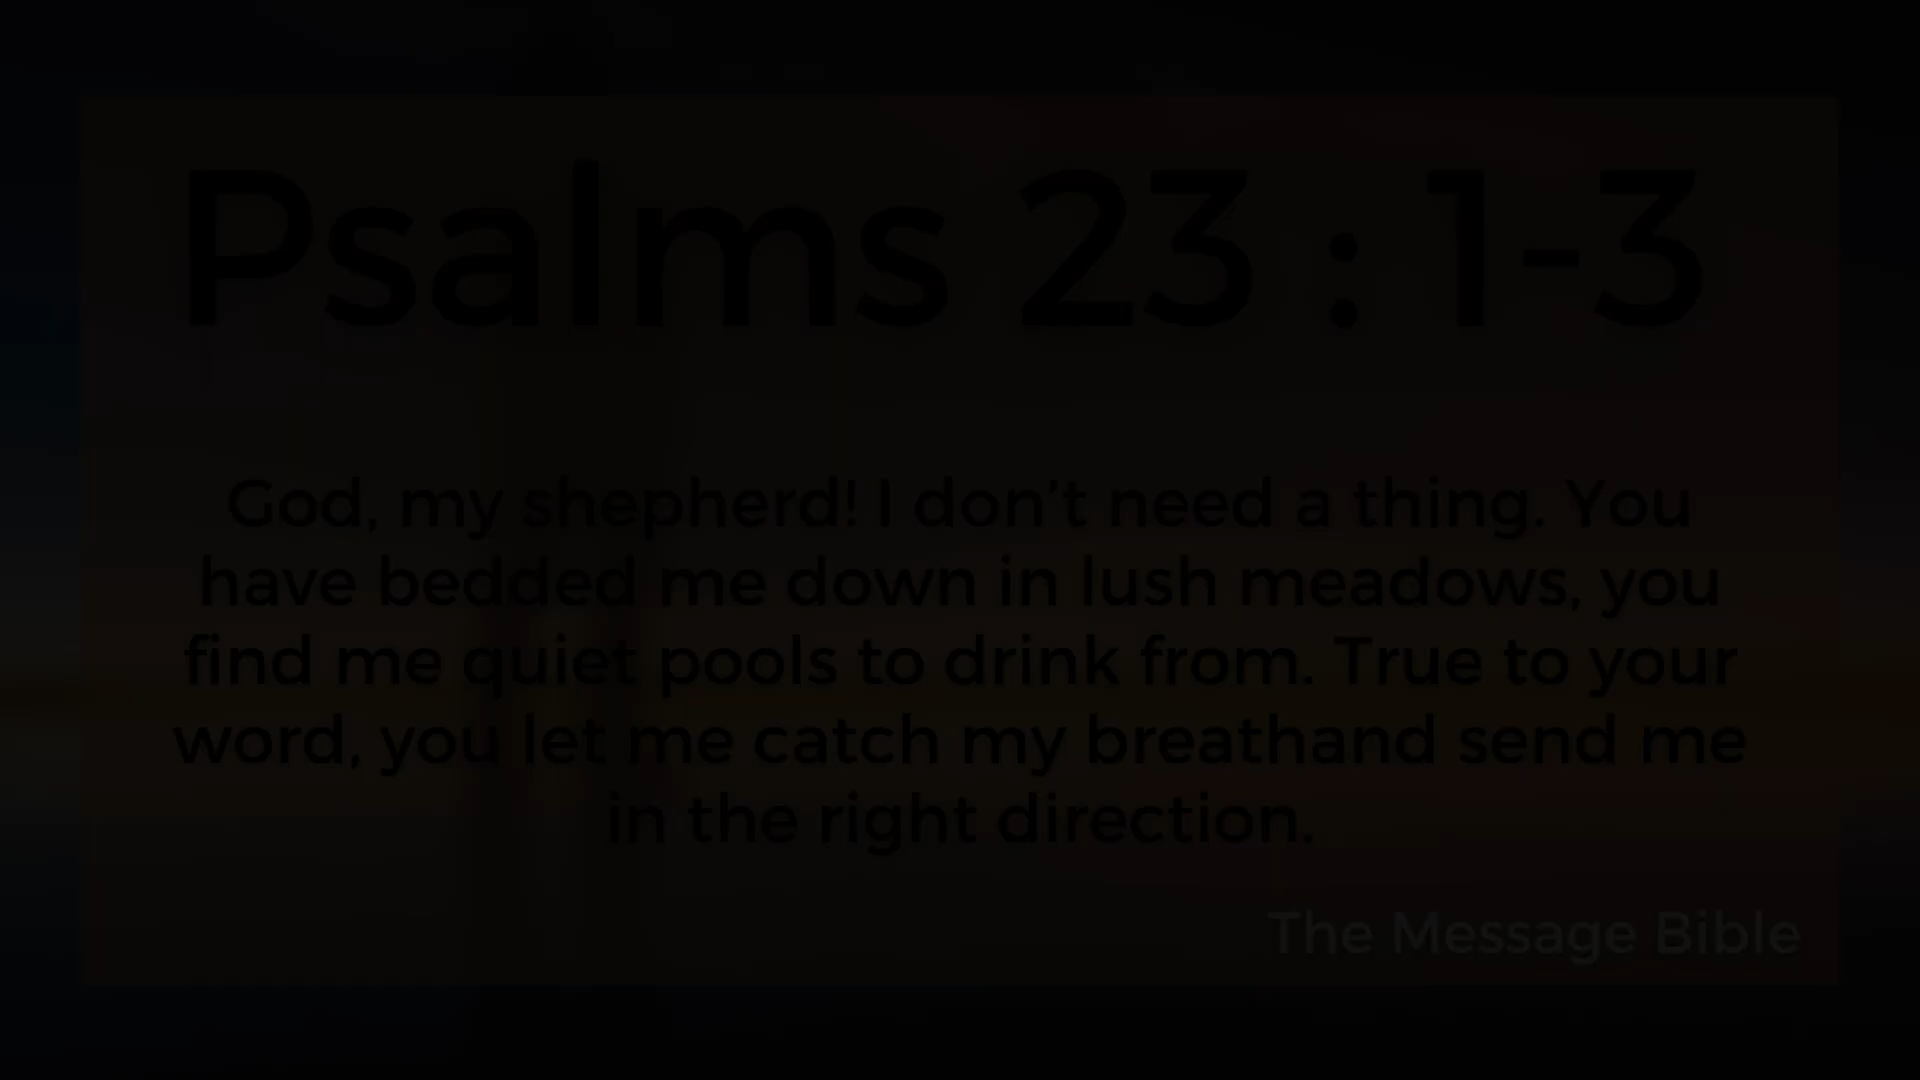 Psalms 23 : 1-3
God, my shepherd! I don’t need a thing. You
have bedded me down in lush meadows, you
find me quiet pools to drink from. True to your
word, you let me catch my breathand send me
in the right direction.
The Message Bible